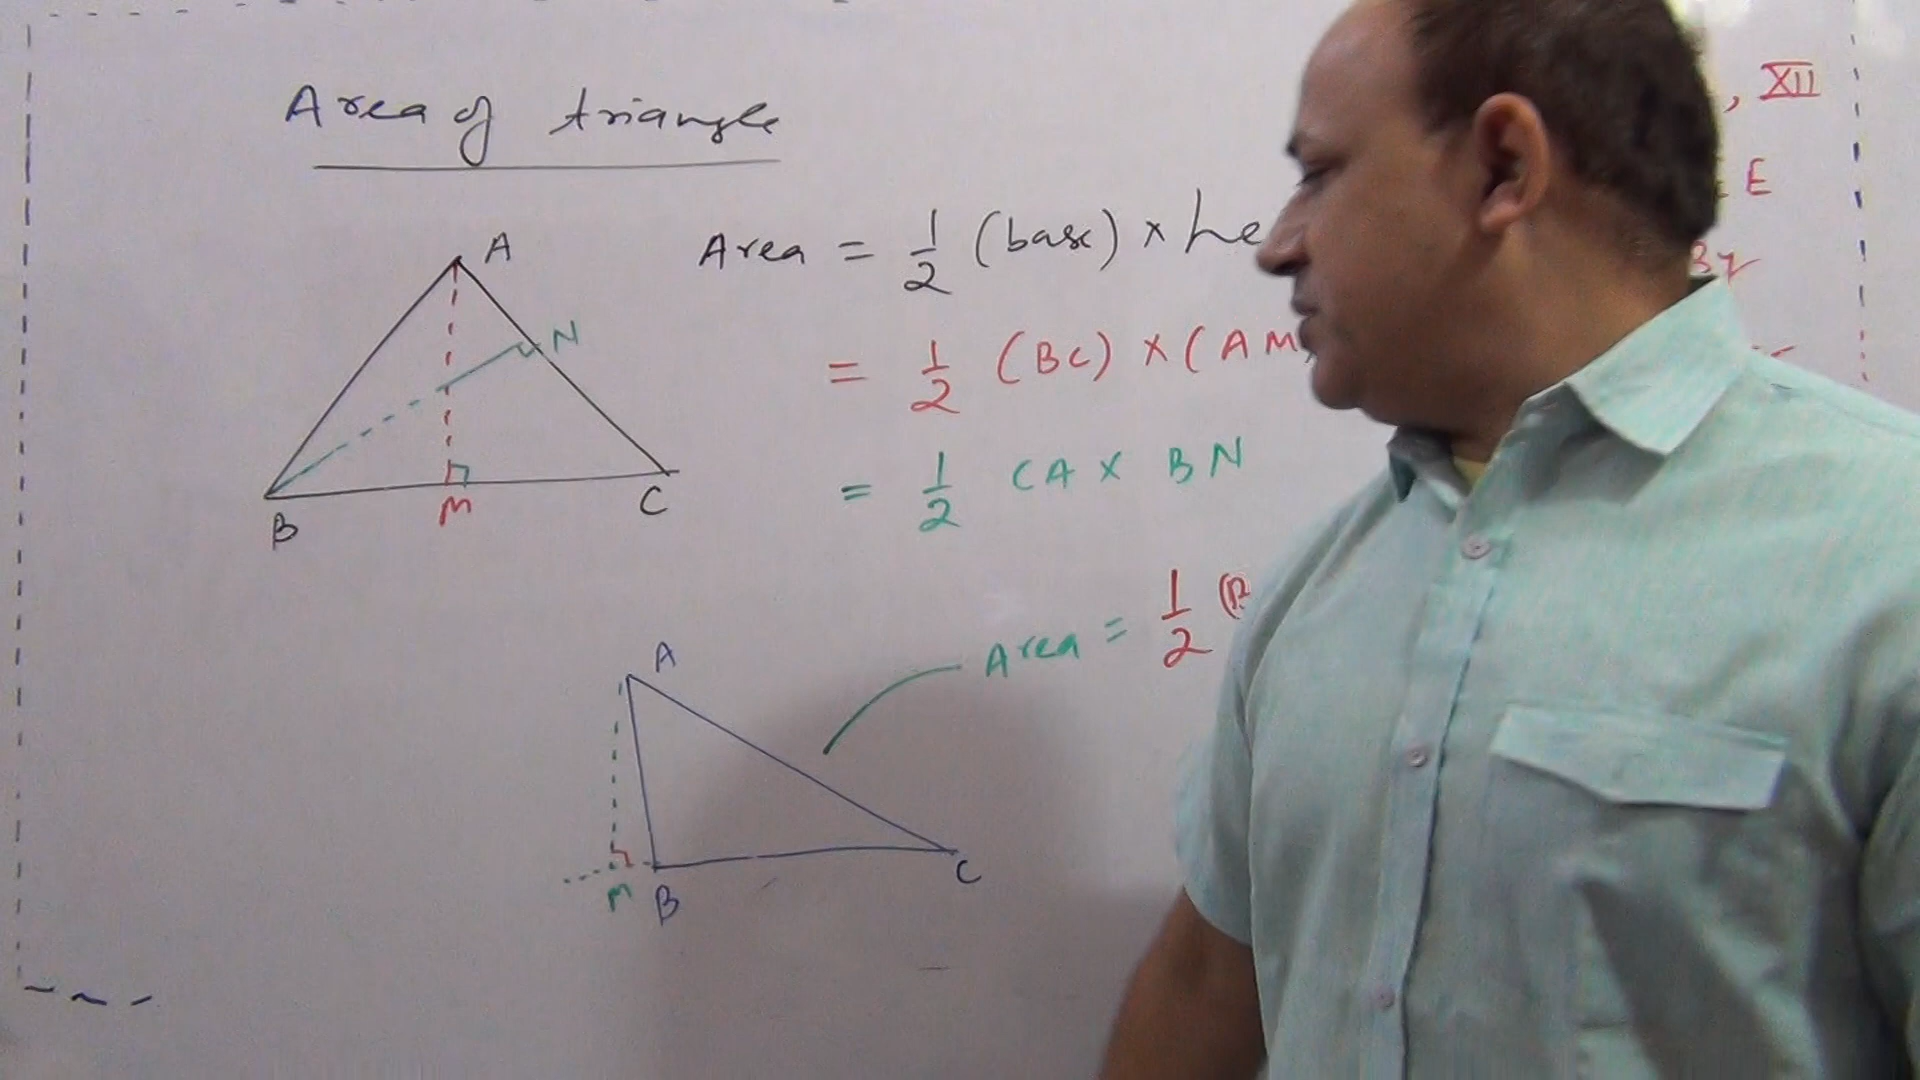 Area of triangle
, XII
E
By
Area = 1/2 (base) × he
= 1/2 (BC) × (AM)
= 1/2 CA × BN
A
N
B
M
C
Area = 1/2 (B
A
M
B
C